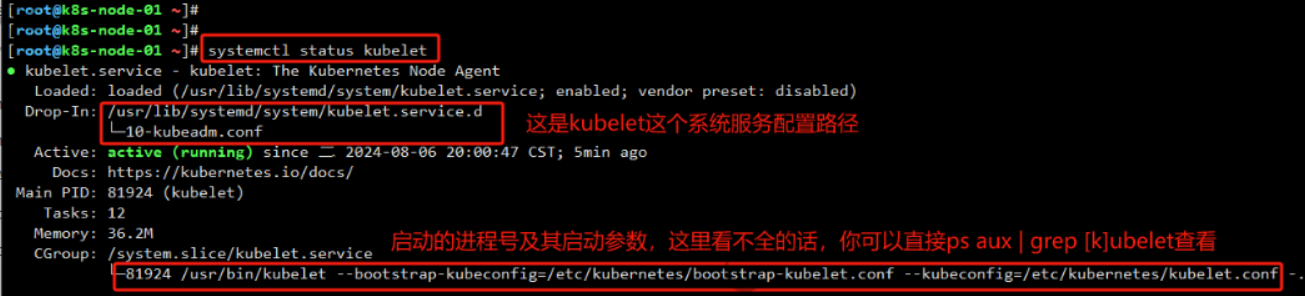 [root@k8s-node-01 ~]#
[root@k8s-node-01 ~]#
[root@k8s-node-01 ~]# systemctl status kubelet
● kubelet.service - kubelet: The Kubernetes Node Agent
Loaded: loaded (/usr/lib/systemd/system/kubelet.service; enabled; vendor preset: disabled)
Drop-In: /usr/lib/systemd/system/kubelet.service.d
└─10-kubeadm.conf
这是kubelet这个系统服务配置路径
Active: active (running) since 二 2024-08-06 20:00:47 CST; 5min ago
Docs: https://kubernetes.io/docs/
Main PID: 81924 (kubelet)
Tasks: 12
Memory: 36.2M
启动的进程号及其启动参数，这里看不全的话，你可以直接ps aux | grep [k]ubelet查看
CGroup: /system.slice/kubelet.service
└─81924 /usr/bin/kubelet --bootstrap-kubeconfig=/etc/kubernetes/bootstrap-kubelet.conf --kubeconfig=/etc/kubernetes/kubelet.conf -.